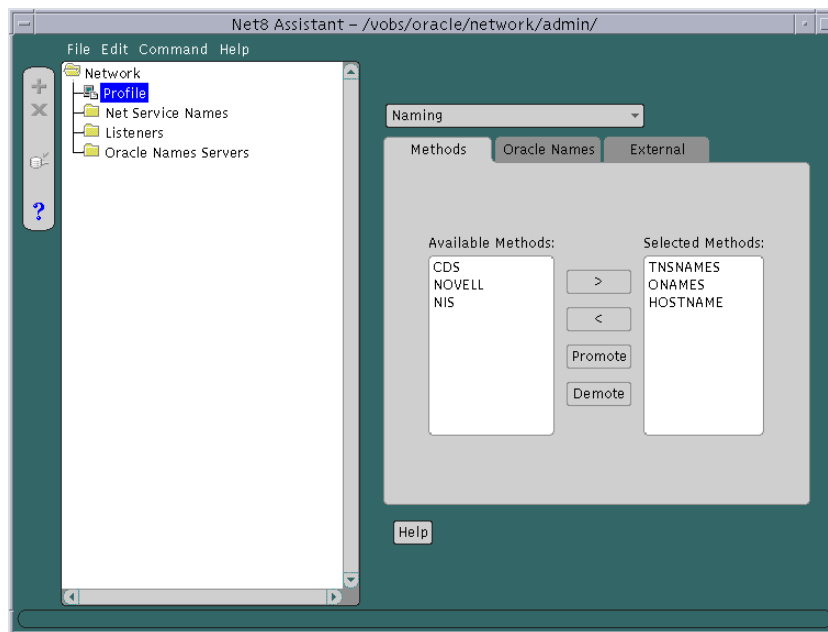 Net8 Assistant – /vobs/oracle/network/admin/
File Edit Command Help
Network
Profile
Net Service Names
Listeners
Oracle Names Servers
?
Naming
Methods Oracle Names External
Available Methods:
CDS
NOVELL
NIS
>
<
Promote
Demote
Selected Methods:
TNSNAMES
ONAMES
HOSTNAME
Help